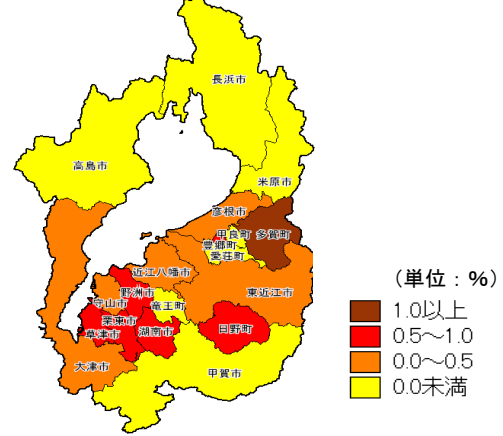 長浜市
高島市
米原市
彦根市
甲良町
多賀町
豊郷町
愛荘町
近江八幡市
野洲市
東近江市
守山市
竜王町
栗東市
草津市
湖南市
日野町
大津市
甲賀市
（単位：％）
1.0以上
0.5～1.0
0.0～0.5
0.0未満